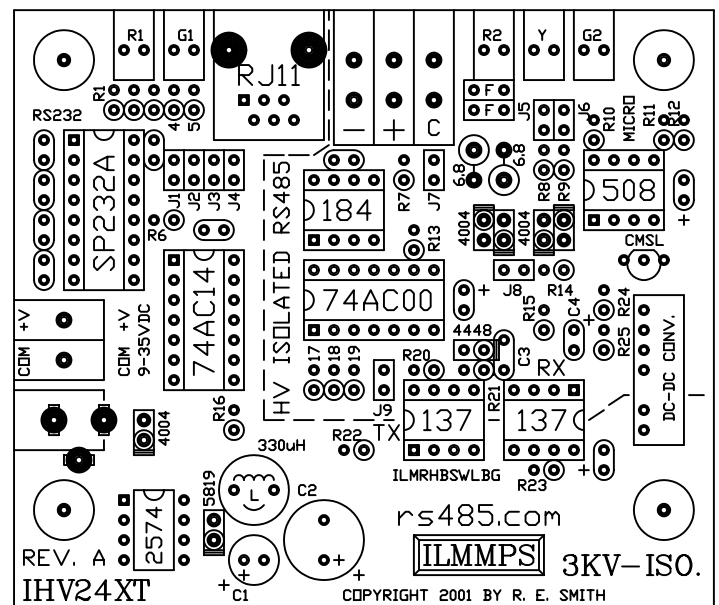 R1
G1
R2
Y
G2
RJ11
−
+
C
F
F
R1
4
5
RS232
SP232A
J1
J2
J3
J4
R6
HV ISOLATED RS485
184
R7
J7
6.8
6.8
J5
J6
MICRO
R10
R11
R12
R8
R9
508
+
4004
4004
CMSL
R13
74AC14
74AC00
+
J8
R14
R15
C4
+
R24
R25
DC-DC CONV.
+V
COM
COM +V
9-35VDC
17
18
19
J9
4448
C3
R20
R21
RX
TX
137
137
4004
R16
R22
R23
+
ILMRHBSWLBG
330uH
L
C2
5819
2574
+
+
C1
+
+
rs485.com
ILMMPS
3KV-ISO.
REV. A
IHV24XT
COPYRIGHT 2001 BY R. E. SMITH